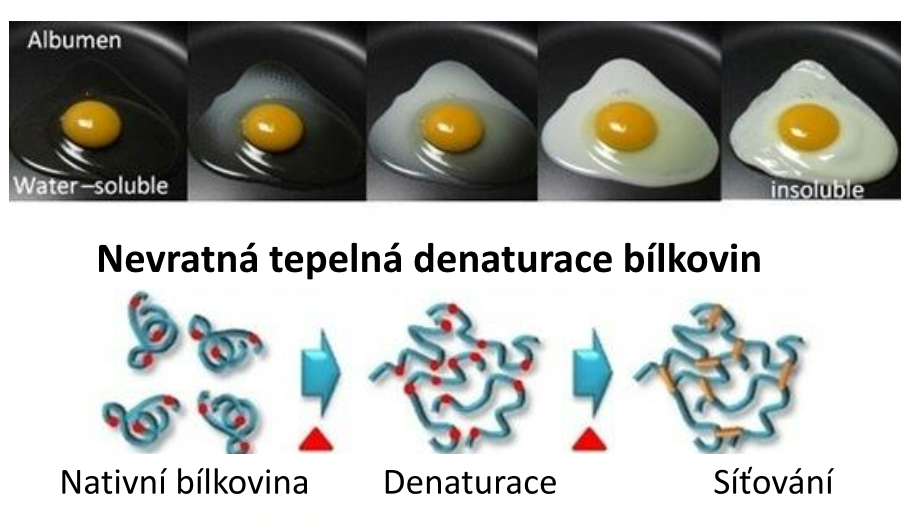 Albumen
Water–soluble
insoluble
Nevratná tepelná denaturace bílkovin
Nativní bílkovina
Denaturace
Síťování